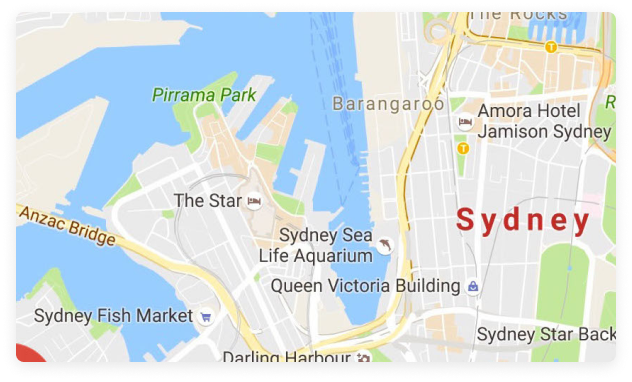 The Rocks
Pirrama Park
Barangaroo
Amora Hotel
Jamison Sydney
R
T
T
The Star
Sydney
Anzac Bridge
Sydney Sea
Life Aquarium
Queen Victoria Building
Sydney Fish Market
Sydney Star Back
Darling Harbour